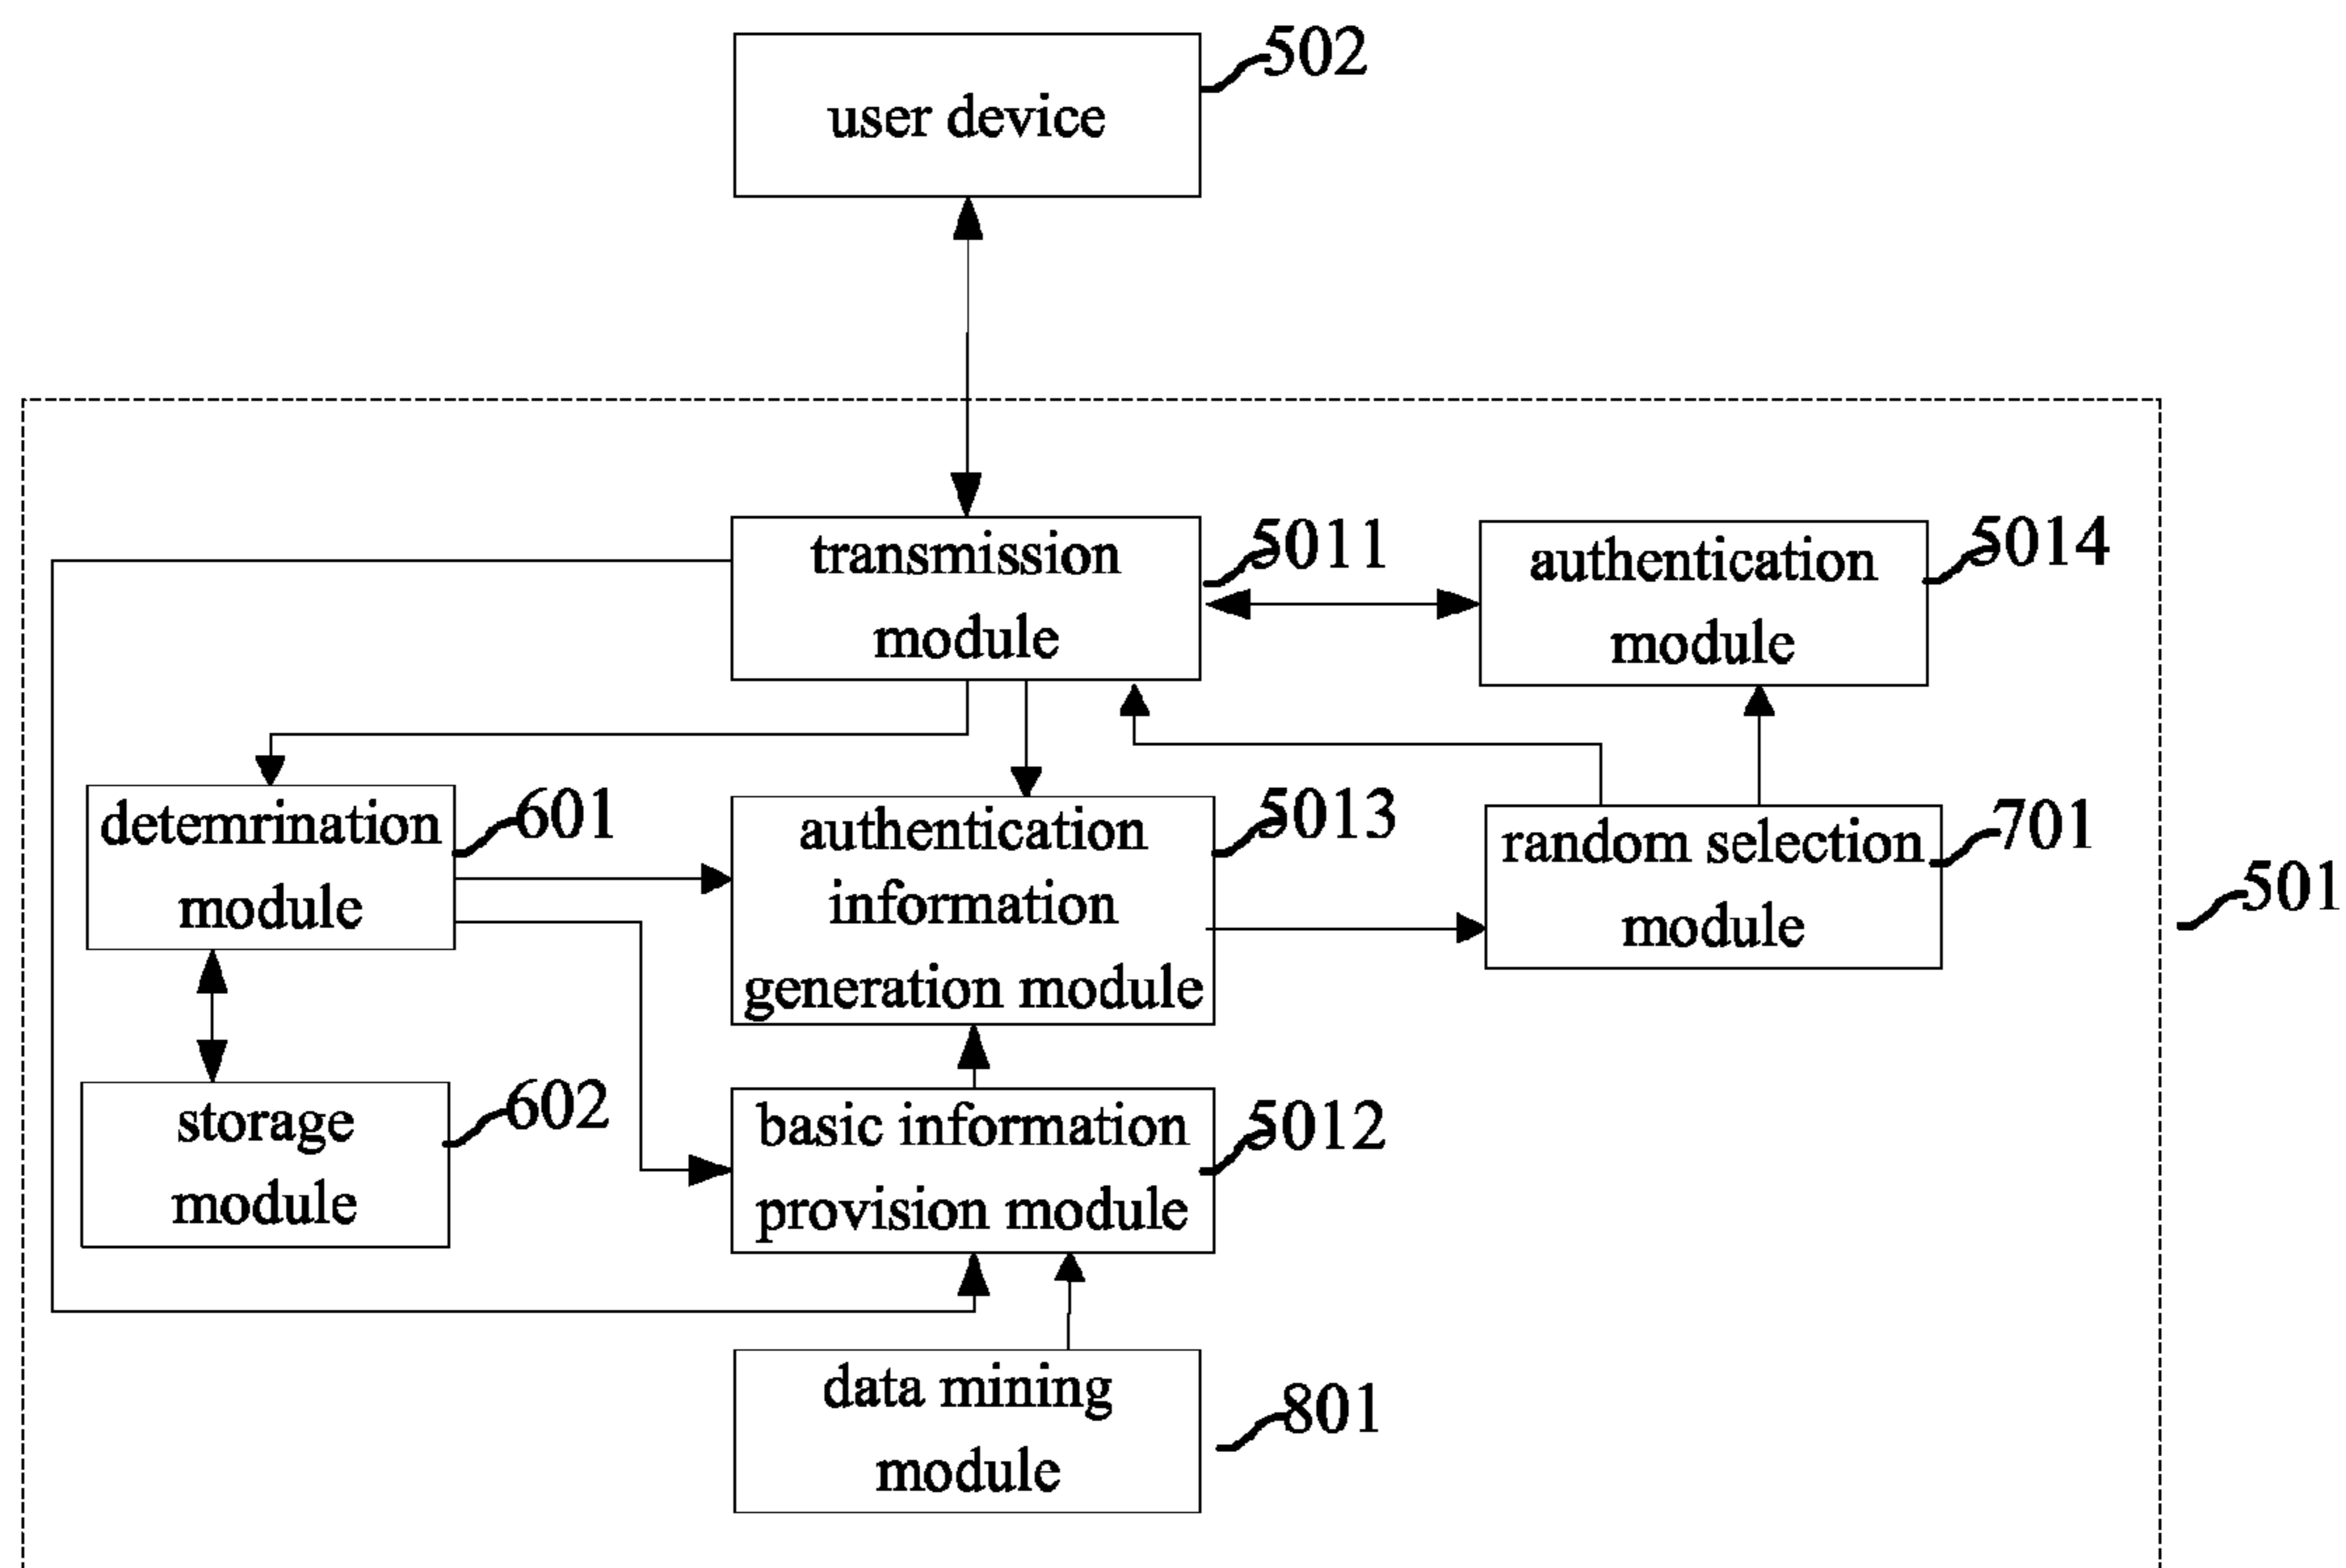 502
user device
transmission
module
5011
authentication
module
5014
detemrination
module
601
authentication
information
generation module
5013
random selection
module
701
501
storage
module
602
basic information
provision module
5012
data mining
module
801